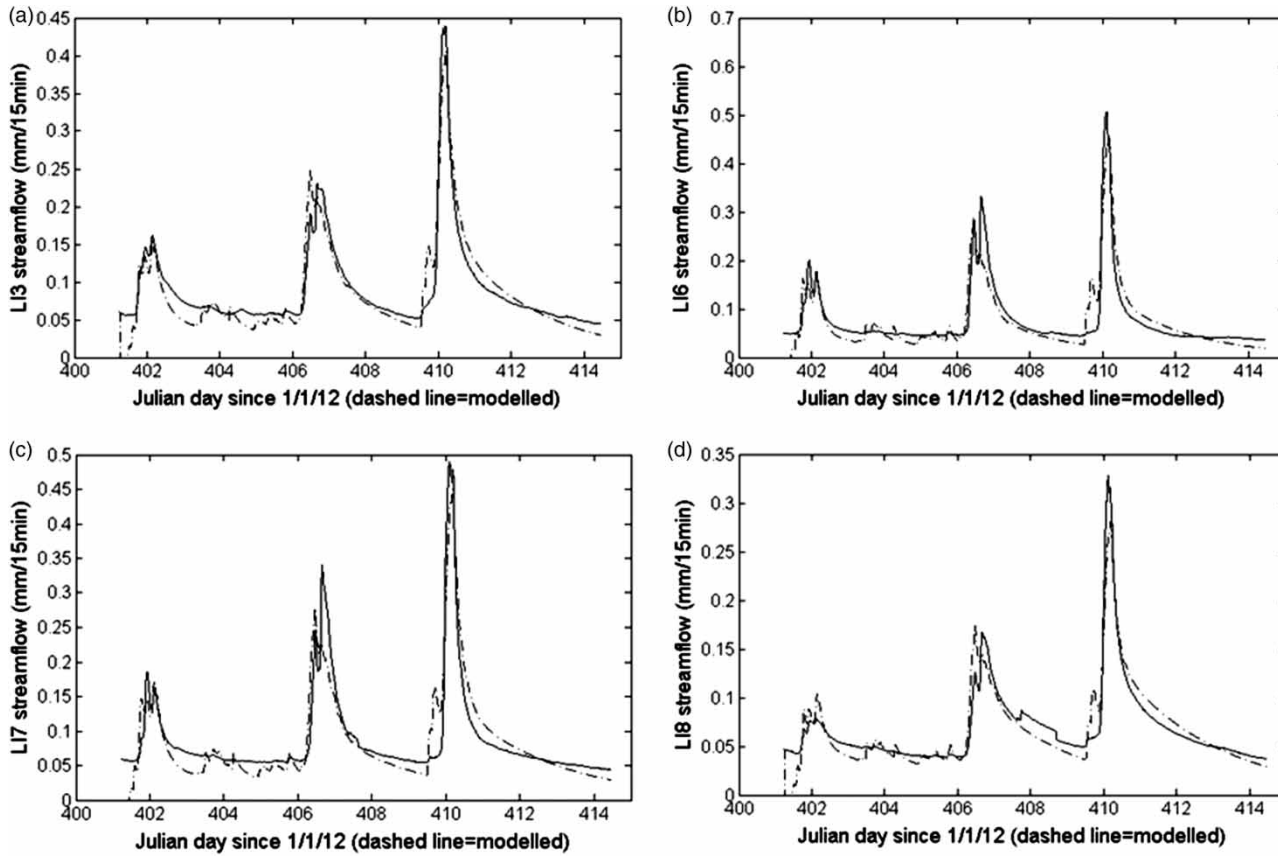 (a)
LI3 streamflow (mm/15min)
0.45
0.4
0.35
0.3
0.25
0.2
0.15
0.1
0.05
0
400 402 404 406 408 410 412 414
Julian day since 1/1/12 (dashed line=modelled)
(b)
LI6 streamflow (mm/15min)
0.7
0.6
0.5
0.4
0.3
0.2
0.1
0
400 402 404 406 408 410 412 414
Julian day since 1/1/12 (dashed line=modelled)
(c)
LI7 streamflow (mm/15min)
0.5
0.45
0.4
0.35
0.3
0.25
0.2
0.15
0.1
0.05
0
400 402 404 406 408 410 412 414
Julian day since 1/1/12 (dashed line=modelled)
(d)
LI8 streamflow (mm/15min)
0.35
0.3
0.25
0.2
0.15
0.1
0.05
0
400 402 404 406 408 410 412 414
Julian day since 1/1/12 (dashed line=modelled)